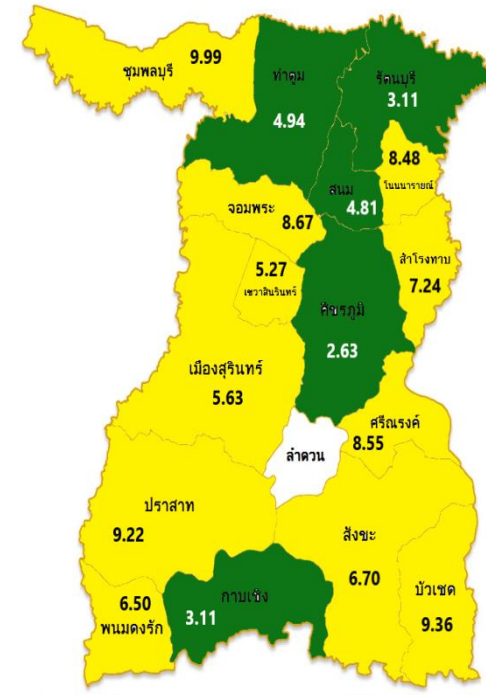 ชุมพลบุรี
9.99
ท่าตูม
4.94
รัตนบุรี
3.11
8.48
โนนนารายณ์
สนม
4.81
จอมพระ
8.67
สำโรงทาบ
7.24
5.27
เขวาสินรินทร์
ศีขรภูมิ
2.63
เมืองสุรินทร์
5.63
ศรีณรงค์
8.55
ลำดวน
ปราสาท
9.22
สังขะ
6.70
บัวเชด
9.36
6.50
พนมดงรัก
กาบเชิง
3.11